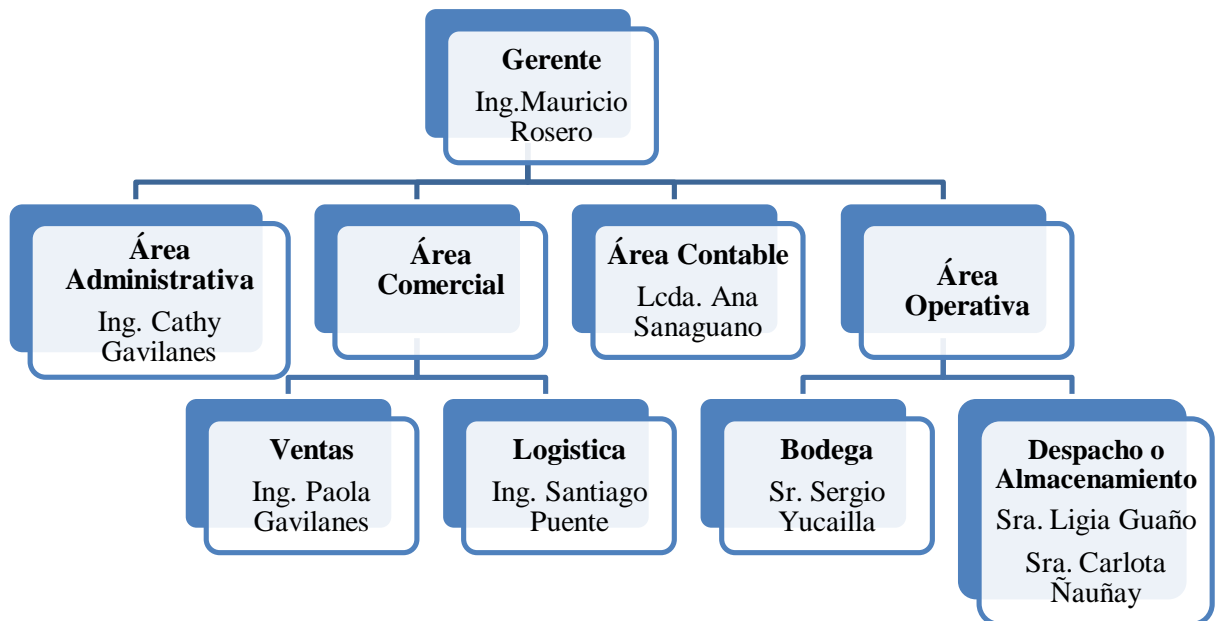 Gerente
Ing.Mauricio
Rosero
Área
Administrativa
Ing. Cathy
Gavilanes
Área
Comercial
Área Contable
Lcda. Ana
Sanaguano
Área
Operativa
Ventas
Ing. Paola
Gavilanes
Logistica
Ing. Santiago
Puente
Bodega
Sr. Sergio
Yucailla
Despacho o
Almacenamiento
Sra. Ligia Guaño
Sra. Carlota
Ñauñay